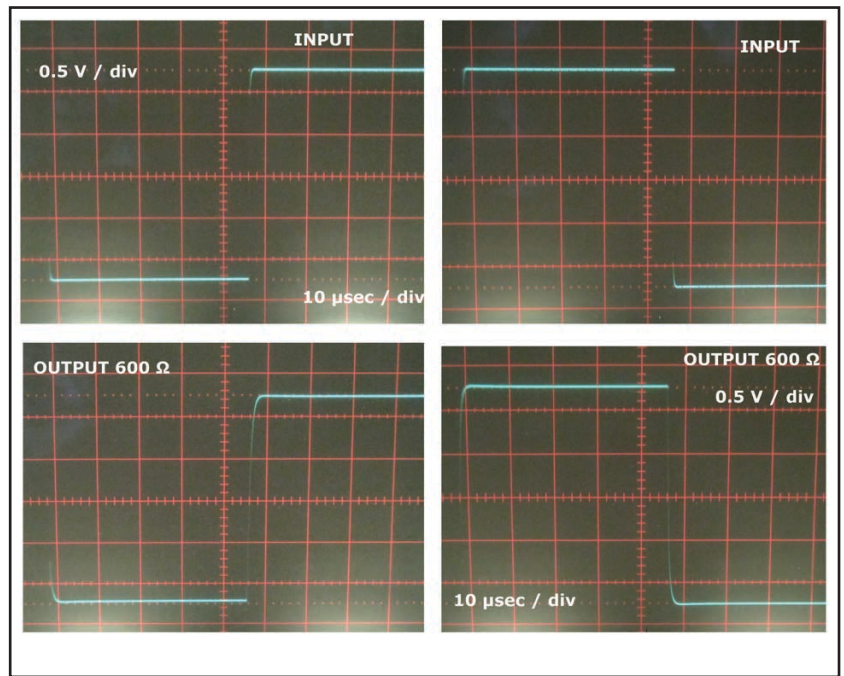 INPUT
0.5 V / div
10 µsec / div
INPUT
OUTPUT 600 Ω
OUTPUT 600 Ω
0.5 V / div
10 µsec / div